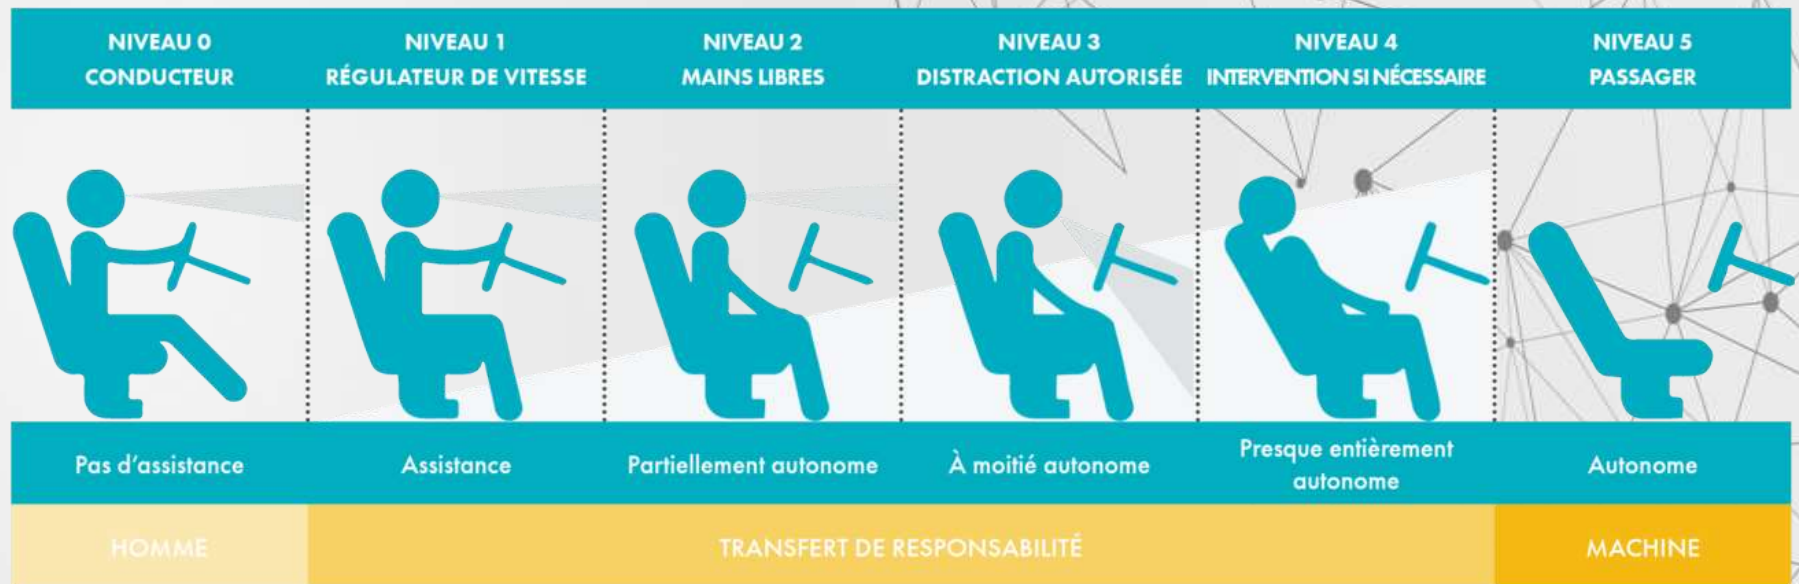 NIVEAU 0
CONDUCTEUR
NIVEAU 1
RÉGULATEUR DE VITESSE
NIVEAU 2
MAINS LIBRES
NIVEAU 3
DISTRACTION AUTORISÉE
NIVEAU 4
INTERVENTION SI NÉCESSAIRE
NIVEAU 5
PASSAGER
Pas d'assistance
Assistance
Partiellement autonome
À moitié autonome
Presque entièrement
autonome
Autonome
HOMME
TRANSFERT DE RESPONSABILITÉ
MACHINE